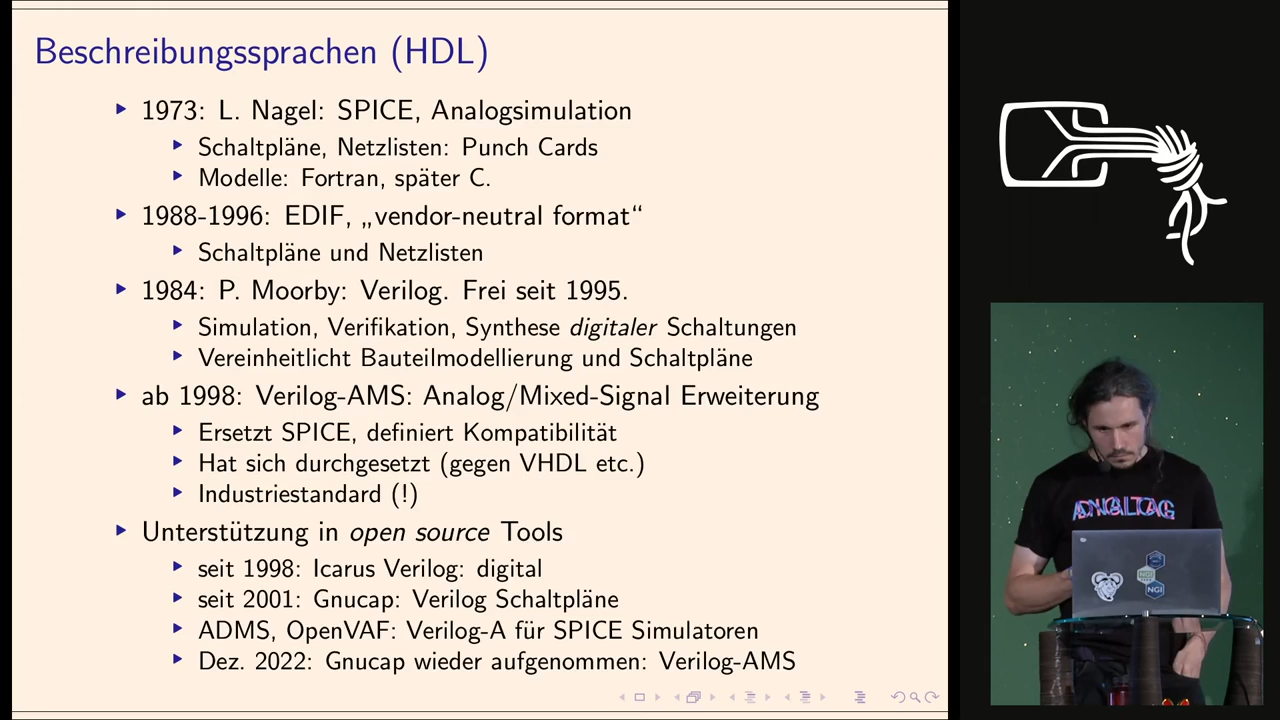 Beschreibungssprachen (HDL)
1973: L. Nagel: SPICE, Analogsimulation
Schaltpläne, Netzlisten: Punch Cards
Modelle: Fortran, später C.
1988-1996: EDIF, „vendor-neutral format“
Schaltpläne und Netzlisten
1984: P. Moorby: Verilog. Frei seit 1995.
Simulation, Verifikation, Synthese digitaler Schaltungen
Vereinheitlicht Bauteilmodellierung und Schaltpläne
ab 1998: Verilog-AMS: Analog/Mixed-Signal Erweiterung
Ersetzt SPICE, definiert Kompatibilität
Hat sich durchgesetzt (gegen VHDL etc.)
Industriestandard (!)
Unterstützung in open source Tools
seit 1998: Icarus Verilog: digital
seit 2001: Gnucap: Verilog Schaltpläne
ADMS, OpenVAF: Verilog-A für SPICE Simulatoren
Dez. 2022: Gnucap wieder aufgenommen: Verilog-AMS
NGI